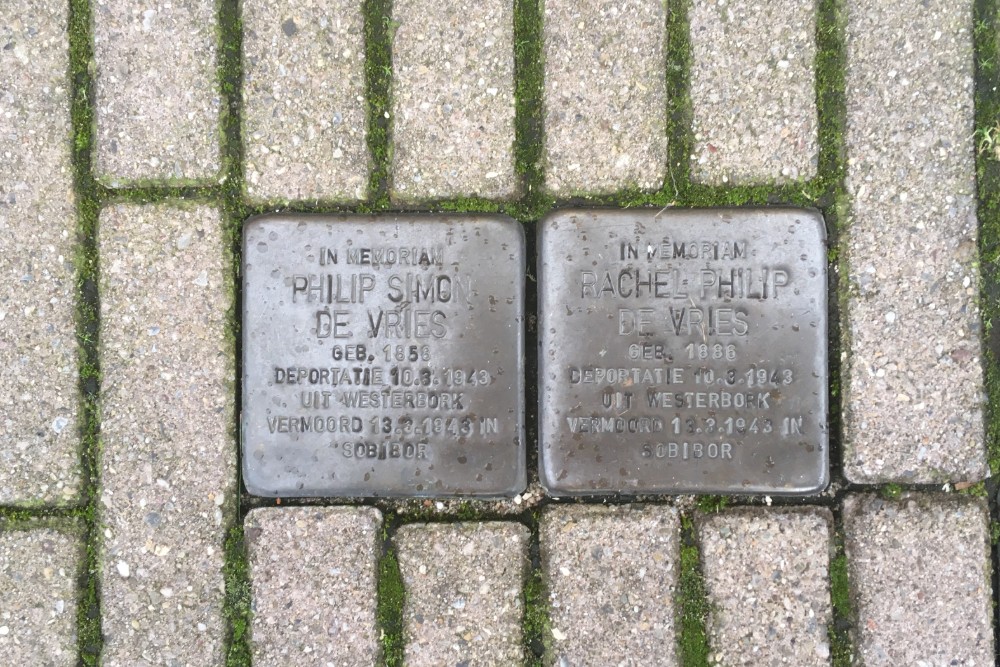 IN MEMORIAM
PHILIP SIMON
DE VRIES
GEB. 1858
DEPORTATIE 10.3.1943
UIT WESTERBORK
VERMOORD 13.3.1943 IN
SOBIBOR
IN MEMORIAM
RACHEL PHILIP
DE VRIES
GEB. 1886
DEPORTATIE 10.3.1943
UIT WESTERBORK
VERMOORD 13.3.1943 IN
SOBIBOR